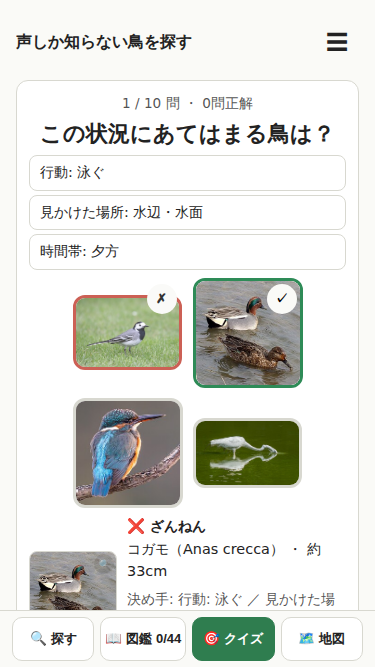 声しか知らない鳥を探す
☰
1 / 10 問 ・ 0問正解
この状況にあてはまる鳥は？
行動: 泳ぐ
見かけた場所: 水辺・水面
時間帯: 夕方
✗
✓
❌ ざんねん
コガモ（Anas crecca） ・ 約
33cm
決め手: 行動: 泳ぐ ／ 見かけた場
🔍 探す
📖 図鑑 0/44
🎯 クイズ
🗺️ 地図